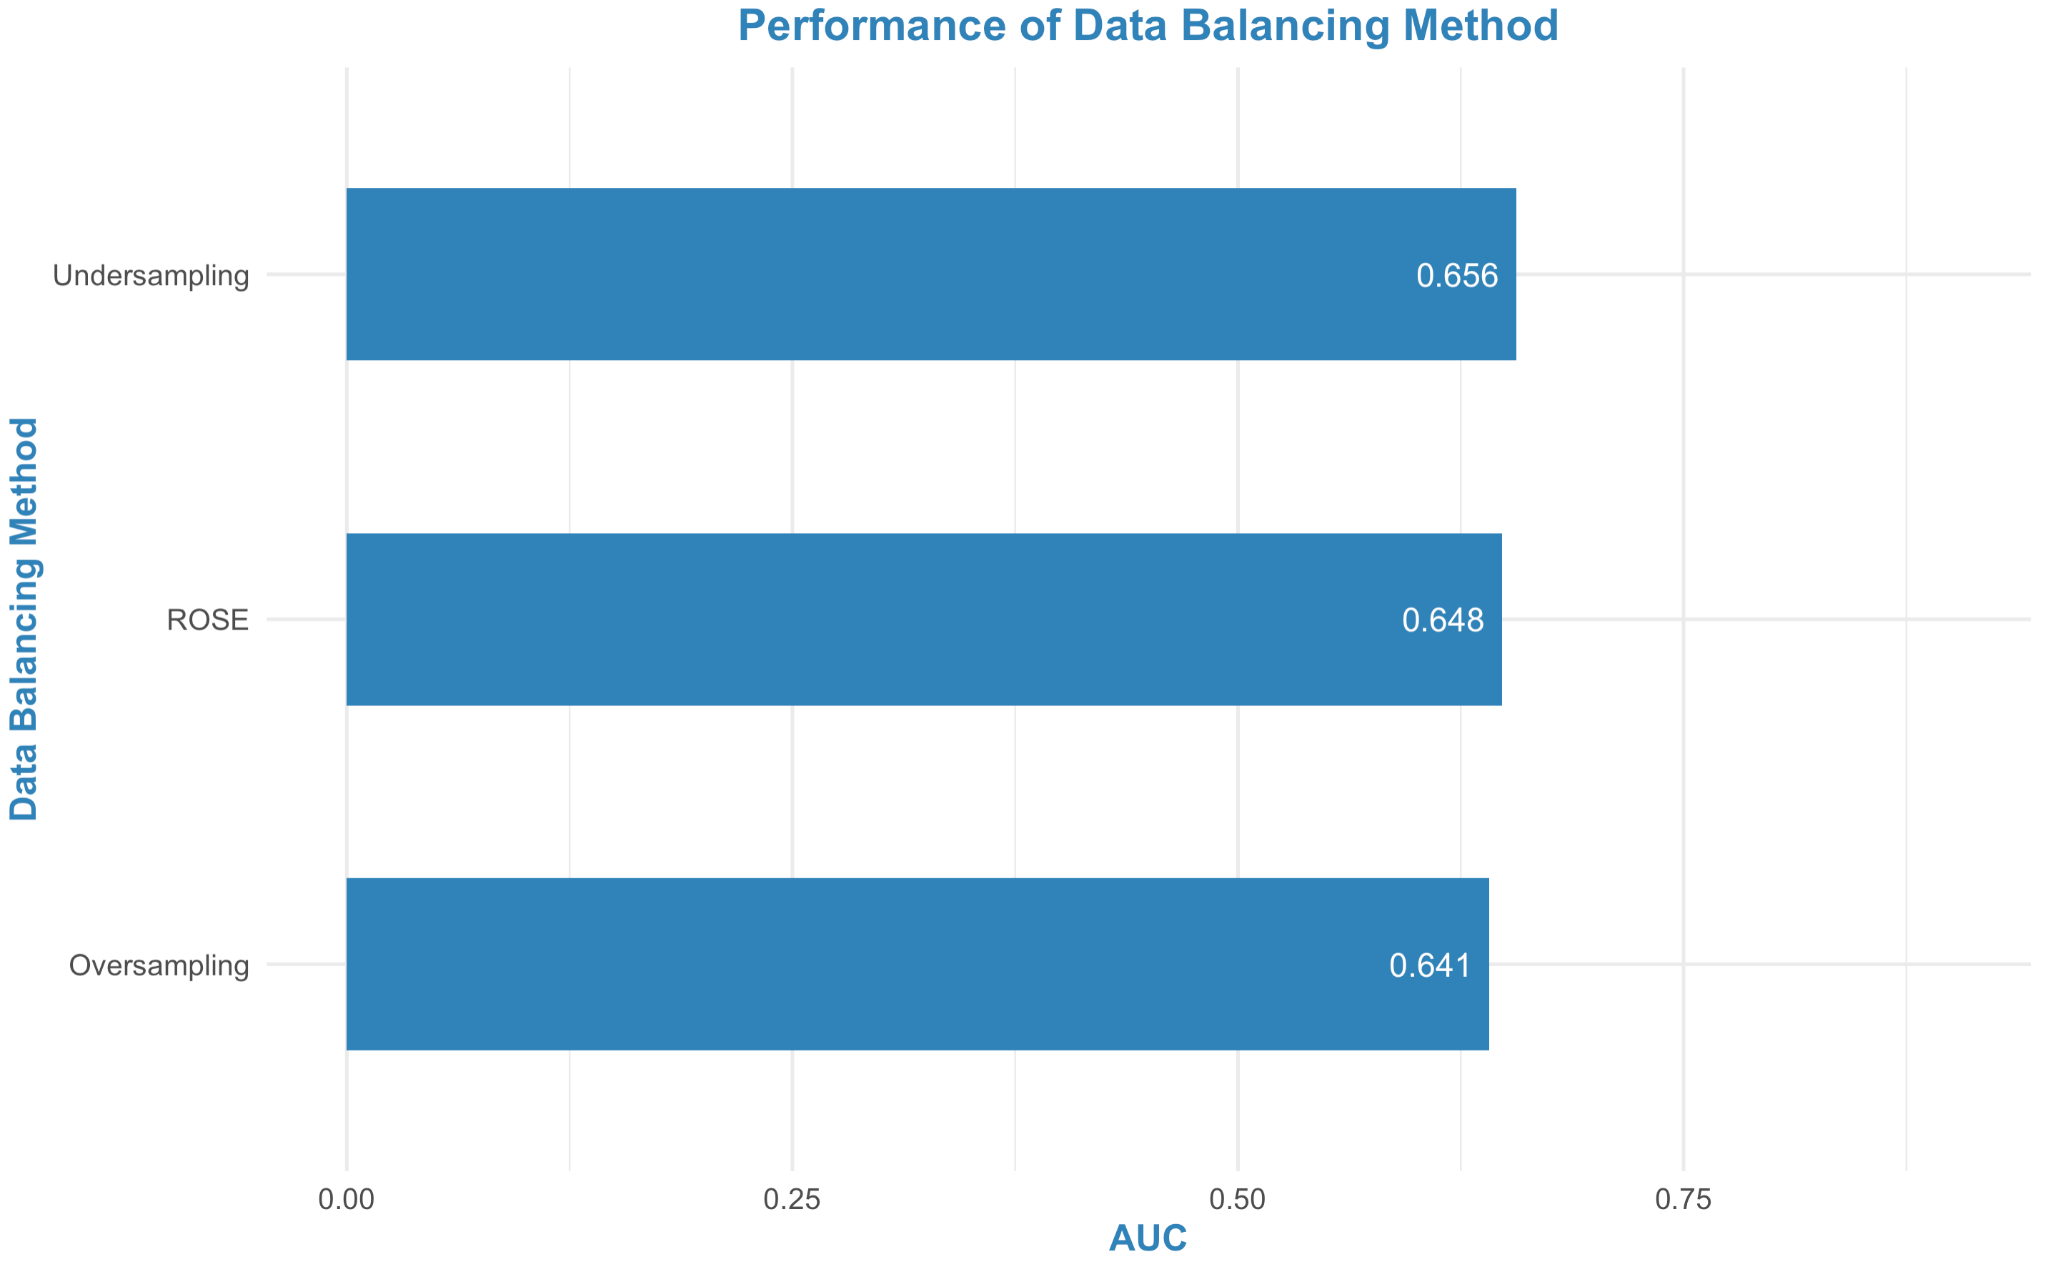 Performance of Data Balancing Method
Data Balancing Method
Undersampling
0.656
ROSE
0.648
Oversampling
0.641
0.00 0.25 0.50 0.75
AUC